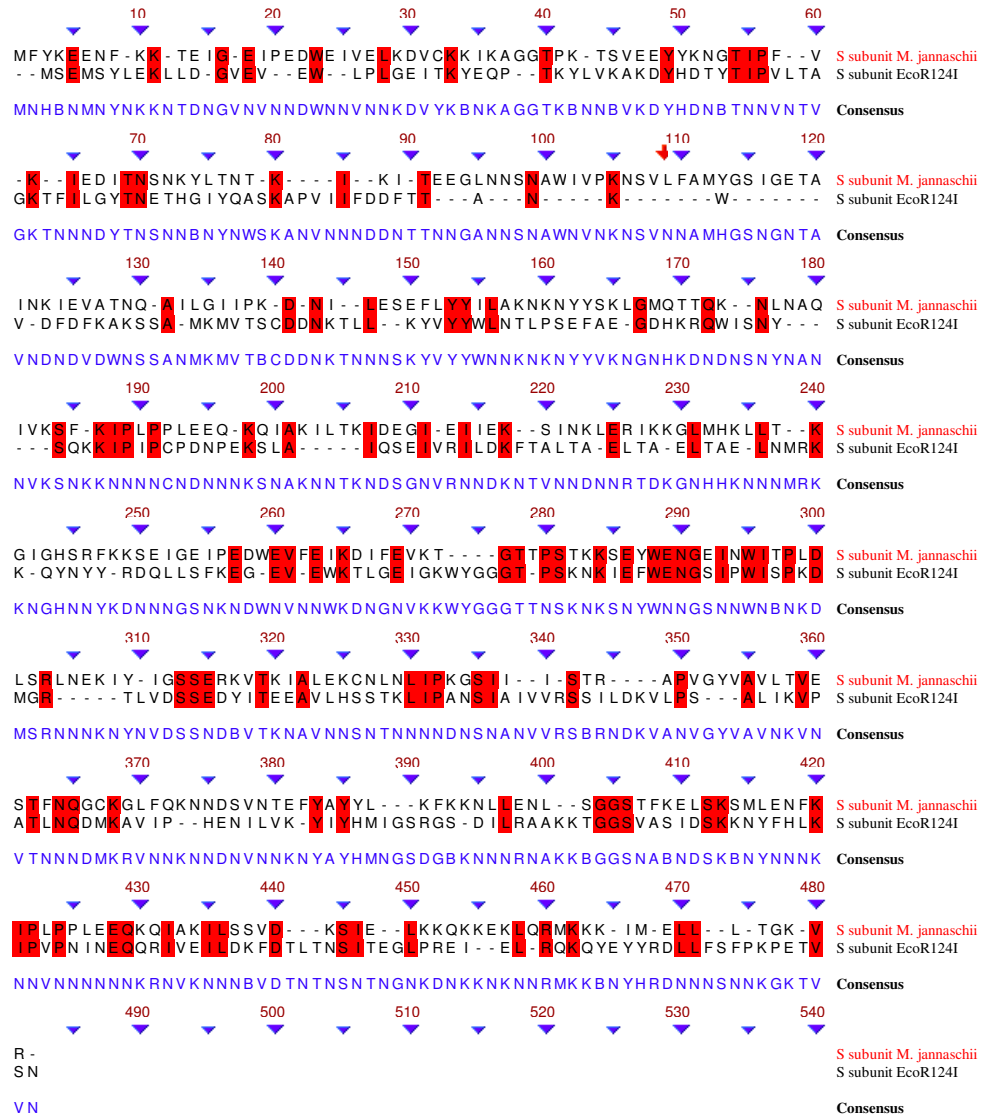 10 20 30 40 50 60
MFYKEENF-KK-TEIG-EIPEDWEIVELKDVCKKIKAGGTPK-TSVEEYYKNGTIPF--V S subunit M. jannaschii
--MSEMSYLEKLLD-GVEV--EW--LPLGEITKYEQP--TKYLVKAKDYHDTYTIPVLTA S subunit EcoR124I
MNHBNMNYNKKNTDNGVNVNNDWNNVNNKDVYKBNKAGGTKBNNBVKDYHDNBTNNVNTV Consensus
70 80 90 100 110 120
-K--IEDITNSNKYLTNT-K----I--KI-TEEGLNNSNAWIVPKNSVLFAMYGSIGETA S subunit M. jannaschii
GKTFILGYTNETHGIYQASKAPVIIFDDFTT---A--N-----K-------W------- S subunit EcoR124I
GKTNNNDYTNSNNBNYNWSKANVNNNDDNTTNNGANNSNAWNVNKNSVNNAMHGSNGNTA Consensus
130 140 150 160 170 180
INKIEVATNQ-AILGIIPK-D-NI--LESEFLYYILAKNKNYYSKLGMQTTQK--NLNAQ S subunit M. jannaschii
V-DFDFKAKSSA-MKMVTSCDDNKTLL--KYVYYWLNTLPSEFAE-GDHKRQWISNY--- S subunit EcoR124I
VNDNDVDWNSSANMKMVTBCDDNKTNNNSKYVYYWNNKNKNYYVKNGNHKDNDNSNYNAN Consensus
190 200 210 220 230 240
IVKSF-KIPLPPLEEQ-KQIAKILTKIDEGI-EIIEK--SINKLERIKKGLMHKLLT--K S subunit M. jannaschii
---SQKKIPIPCPDNPEKSLA-----IQSEIVRILDKFTALTA-ELTA-ELTAE-LNMRK S subunit EcoR124I
NVKSNKKNNNNCNDNNNKSNAKNNTKNDSGNVRNNDKNTVNNDNNRTDKGNHHKNNNMRK Consensus
250 260 270 280 290 300
GIGHSRFKKSEIGEIPEDWEVFEIKDIFEVKT----GTTPSTKKSEYWENGEINWITPLD S subunit M. jannaschii
K-QYNYY-RDQLLSFKEG-EV-EWKTLGEIGKWYGGGT-PSKNKIEFWENGSIPWISPKD S subunit EcoR124I
KNGHNNYKDNNNGSNKNDWNVNNWKDNGNVKKWYGGGTTNSKNKSNYWNNGSNNWNBNKD Consensus
310 320 330 340 350 360
LSRLNEKIY-IGSSERKVTKIALEKCNLNLIPKGSII--I-STR----APVGYVAVLTVE S subunit M. jannaschii
MGR-----TLVDSSEDYITEEAVLHSSTKLIPANSIAIVVRSSILDKVLPS---ALIKVP S subunit EcoR124I
MSRNNNKNYNVDSSNDBVTKNAVNNSNTNNNNDNSNANVVRSBRNDKVANVGYVAVNKVN Consensus
370 380 390 400 410 420
STFNQGCKGLFQKNNDSVNTEFYAYYL---KFKKNLLENL--SGGSTFKELSKSMLENFK S subunit M. jannaschii
ATLNQDMKAVIP--HENILVK-YIYHMIGSRGS-DILRAAKKTGGSVASIDSKKNYFHLK S subunit EcoR124I
VTNNNDMKRVNNKNNDNVNNKNYAYHMNGSDGBKNNNRNAKKBGGSNABNDSKBNYNNNK Consensus
430 440 450 460 470 480
IPLPPLEEQKQIAKILSSVD---KSIE--LKKQKKEKLQRMKKK-IM-ELL--L-TGK-V S subunit M. jannaschii
IPVPNINEQQRIVEILDKFDTLTNSITEGLPREI--EL-RQKQYEYYRDLLFSFPKPETV S subunit EcoR124I
NNVNNNNNNKRNVKNNNBVDTNTNSNTNGNKDNKKNKNNRMKKBNYHRDNNNSNNKGKTV Consensus
490 500 510 520 530 540
R- S subunit M. jannaschii
SN S subunit EcoR124I
VN Consensus